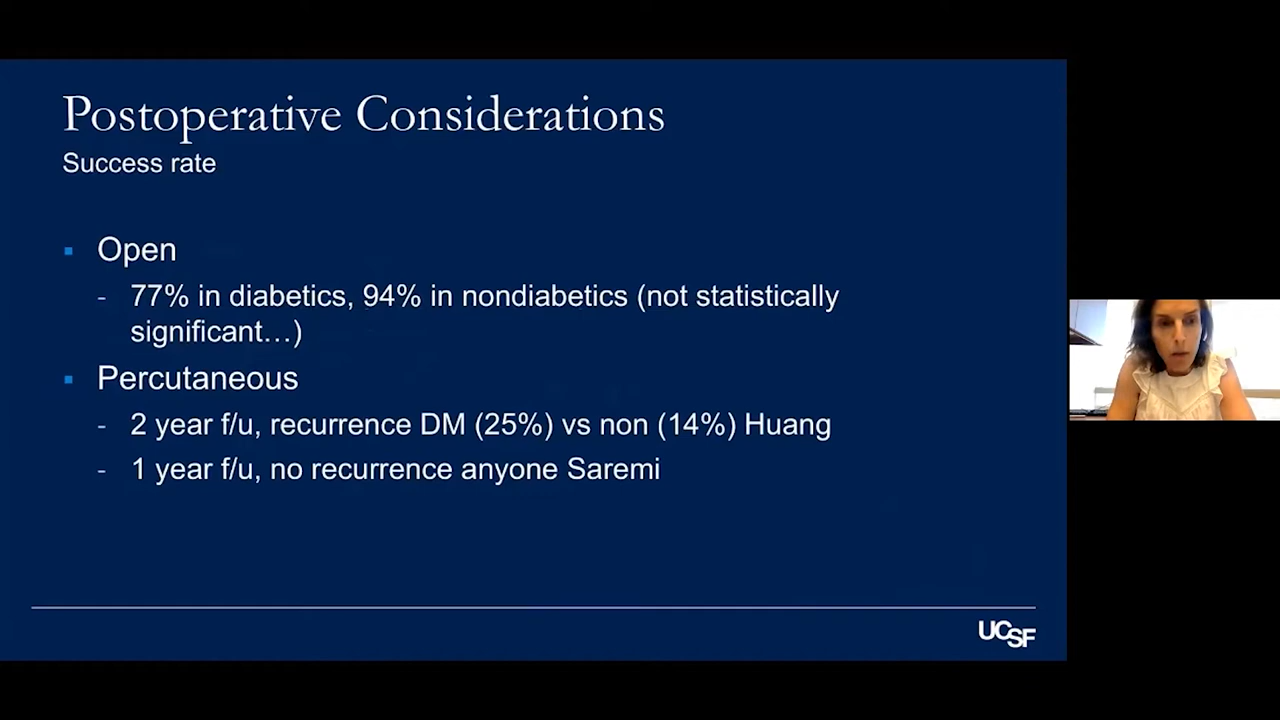 Postoperative Considerations
Success rate
▪ Open
- 77% in diabetics, 94% in nondiabetics (not statistically
significant…)
▪ Percutaneous
- 2 year f/u, recurrence DM (25%) vs non (14%) Huang
- 1 year f/u, no recurrence anyone Saremi
UCSF